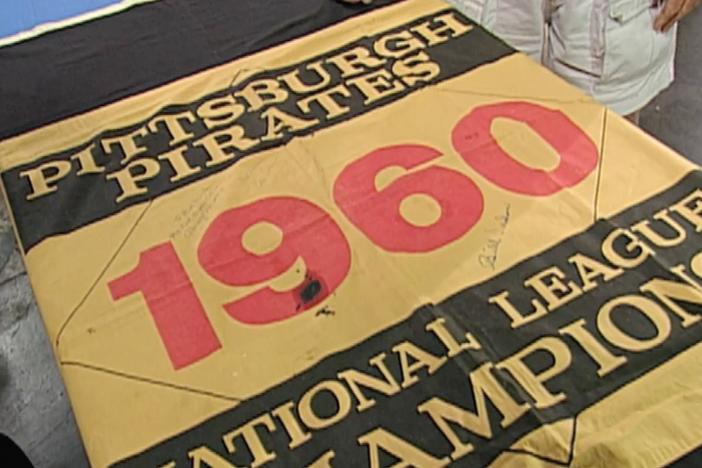 PITTSBURGH
PIRATES
1960
NATIONAL LEAGUE
CHAMPIONS